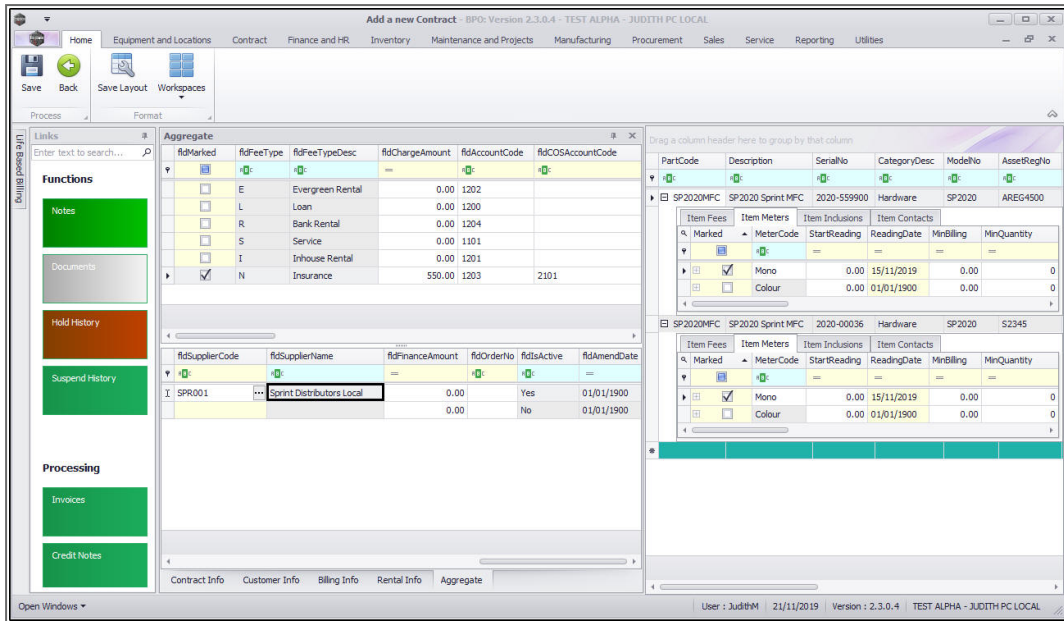 Add a new Contract - BPO: Version 2.3.0.4 - TEST ALPHA - JUDITH PC LOCAL
Home Equipment and Locations Contract Finance and HR Inventory Maintenance and Projects Manufacturing Procurement Sales Service Reporting Utilities
Save Back Save Layout Workspaces
Process Format
Life Based Billing
Links
Enter text to search...
Functions
Notes
Documents
Hold History
Suspend History
Processing
Invoices
Credit Notes
Aggregate
fldMarked fldFeeType fldFeeTypeDesc fldChargeAmount fldAccountCode fldCOSAccountCode
E Evergreen Rental 0.00 1202
L Loan 0.00 1200
R Bank Rental 0.00 1204
S Service 0.00 1101
I Inhouse Rental 0.00 1201
N Insurance 550.00 1203 2101
fldSupplierCode fldSupplierName fldFinanceAmount fldOrderNo fldIsActive fldAmendDate
SPR001 ... Sprint Distributors Local 0.00 Yes 01/01/1900
0.00 No 01/01/1900
Contract Info Customer Info Billing Info Rental Info Aggregate
Drag a column header here to group by that column
PartCode Description SerialNo CategoryDesc ModelNo AssetRegNo
SP2020MFC SP2020 Sprint MFC 2020-559900 Hardware SP2020 AREG4500
Item Fees Item Meters Item Inclusions Item Contacts
Marked MeterCode StartReading ReadingDate MinBilling MinQuantity
Mono 0.00 15/11/2019 0.00 0
Colour 0.00 01/01/1900 0.00 0
SP2020MFC SP2020 Sprint MFC 2020-00036 Hardware SP2020 S2345
Item Fees Item Meters Item Inclusions Item Contacts
Marked MeterCode StartReading ReadingDate MinBilling MinQuantity
Mono 0.00 15/11/2019 0.00 0
Colour 0.00 01/01/1900 0.00 0
Open Windows
User : JudithM 21/11/2019 Version : 2.3.0.4 TEST ALPHA - JUDITH PC LOCAL